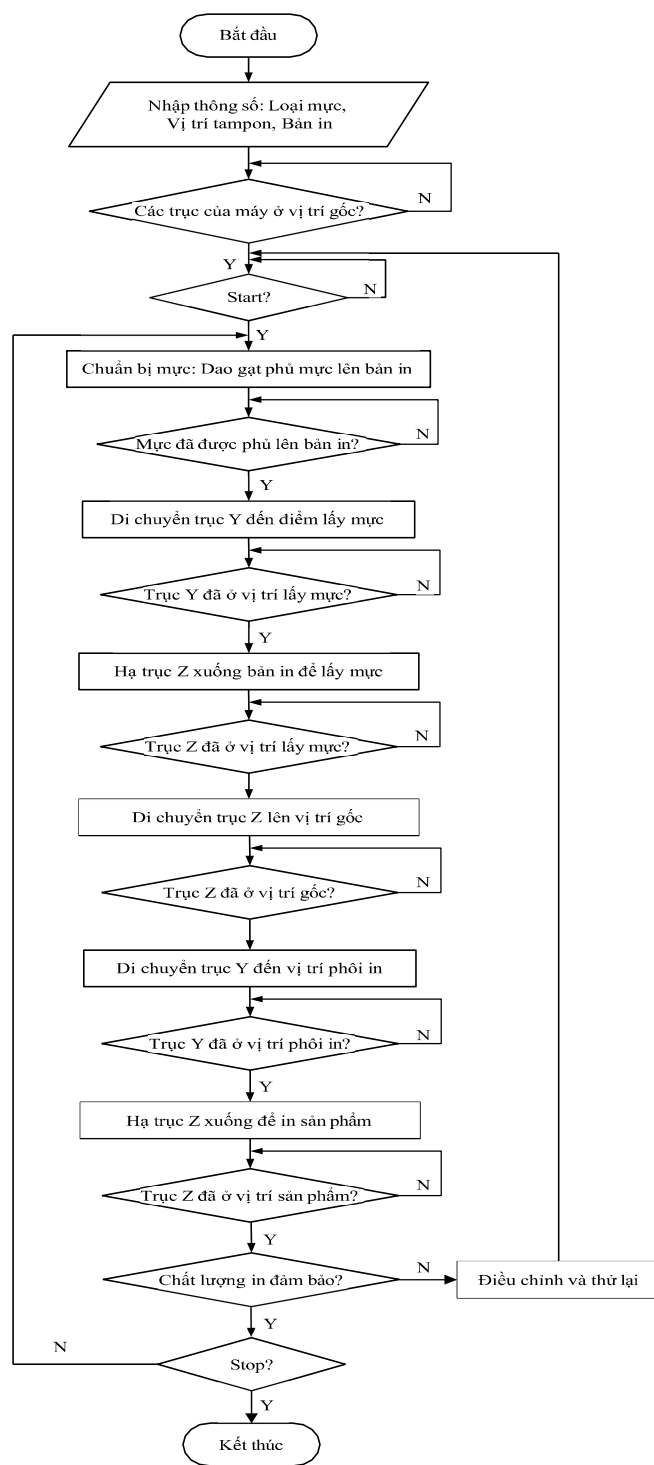 Bắt đầu
Nhập thông số: Loại mực,
Vị trí tampon, Bản in
N
Các trục của máy ở vị trí gốc?
Y
N
Start?
Y
Chuẩn bị mực: Dao gạt phủ mực lên bản in
N
Mực đã được phủ lên bản in?
Y
Di chuyển trục Y đến điểm lấy mực
N
Trục Y đã ở vị trí lấy mực?
Y
Hạ trục Z xuống bản in để lấy mực
N
Trục Z đã ở vị trí lấy mực?
Di chuyển trục Z lên vị trí gốc
N
Trục Z đã ở vị trí gốc?
Di chuyển trục Y đến vị trí phôi in
N
Trục Y đã ở vị trí phôi in?
Y
Hạ trục Z xuống để in sản phẩm
N
Trục Z đã ở vị trí sản phẩm?
Y
Chất lượng in đảm bảo?
N
Điều chỉnh và thử lại
Y
N
Stop?
Y
Kết thúc